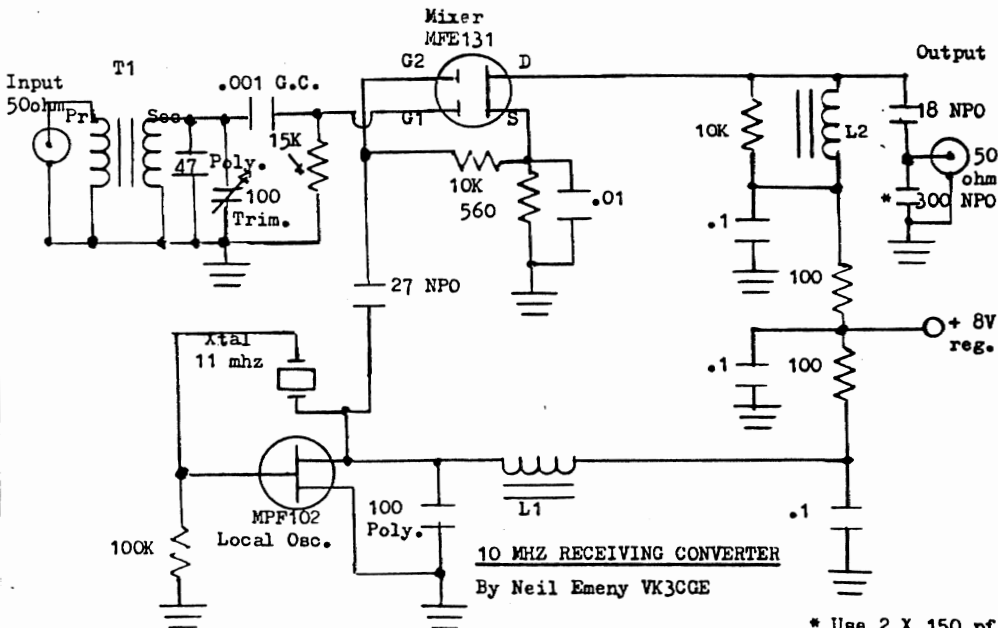 Mixer
MFE131
G2
D
Output
Input
50ohm
T1
.001 G.C.
Pri
Sec
G1
S
18 NPO
10K
L2
15K
47
Poly.
50
ohm
100
Trim.
10K
560
.01
* 300 NPO
.1
27 NPO
100
+ 8V
reg.
Xtal
11 mhz
.1
100
MPF102
Local Osc.
100
Poly.
L1
.1
100K
10 MHZ RECEIVING CONVERTER
By Neil Emeny VK3CGE
* Use 2 X 150 pf